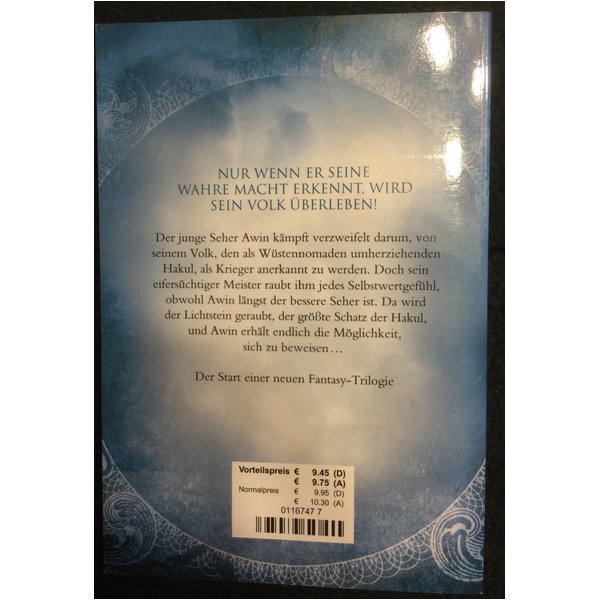 NUR WENN ER SEINE
WAHRE MACHT ERKENNT, WIRD
SEIN VOLK ÜBERLEBEN!
Der junge Seher Awin kämpft verzweifelt darum, von
seinem Volk, den als Wüstennomaden umherziehenden
Hakul, als Krieger anerkannt zu werden. Doch sein
eifersüchtiger Meister raubt ihm jedes Selbstwertgefühl,
obwohl Awin längst der bessere Seher ist. Da wird
der Lichtstein geraubt, der größte Schatz der Hakul,
und Awin erhält endlich die Möglichkeit,
sich zu beweisen…
Der Start einer neuen Fantasy-Trilogie
Vorteilspreis € 9.45 (D)
€ 9.75 (A)
Normalpreis € 9.95 (D)
€ 10.30 (A)
0116747 7